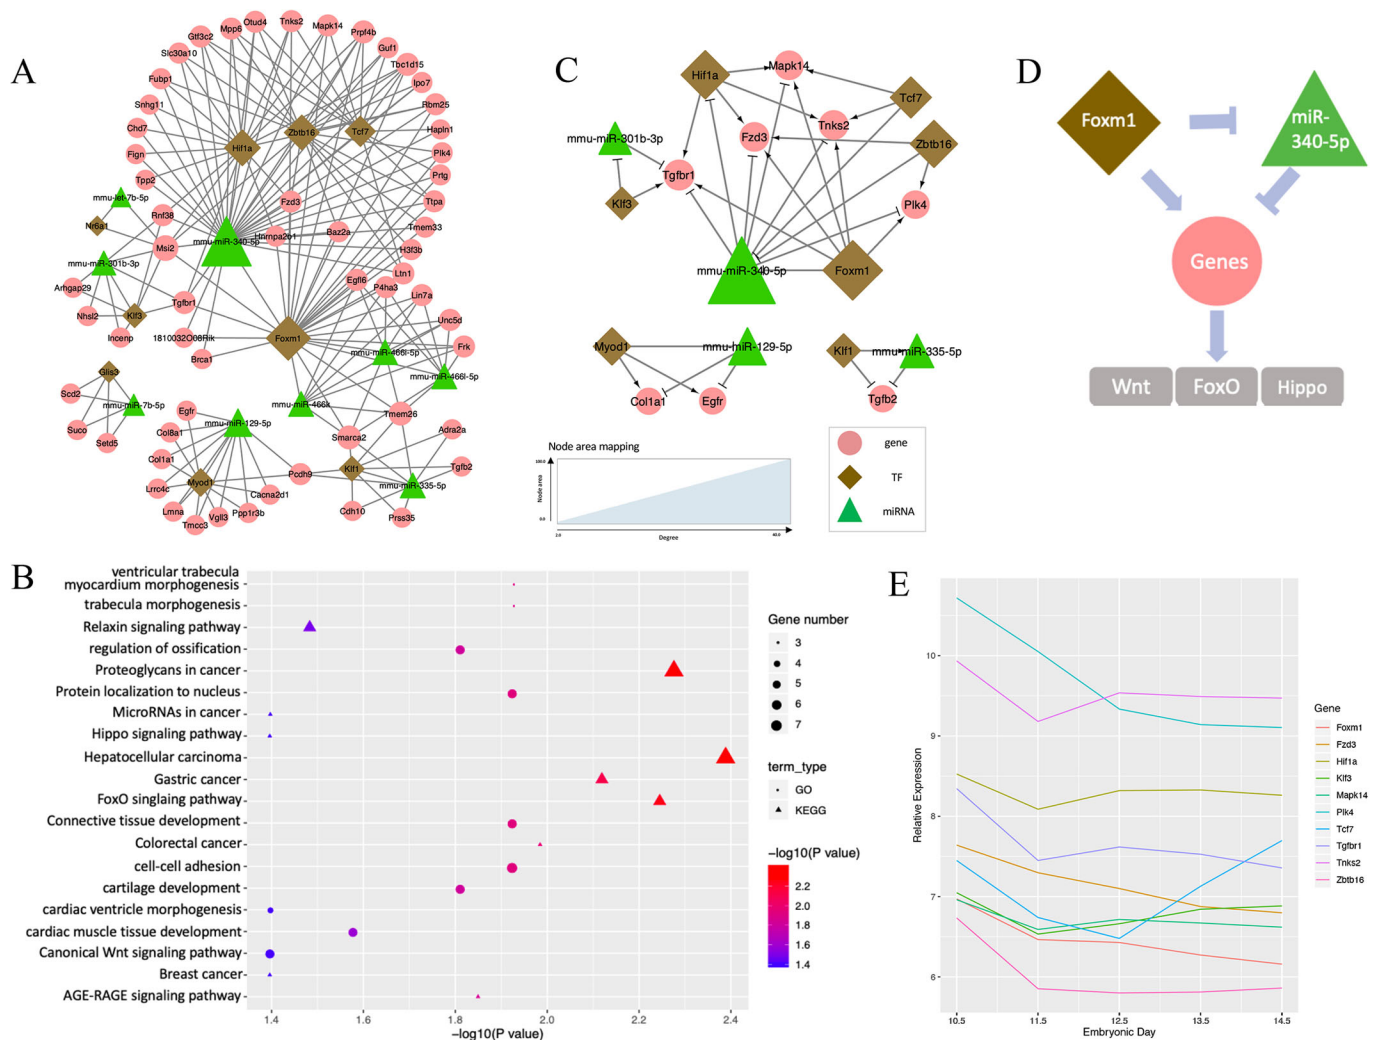 A
Otud4
Tnks2
Mpp6
Mapk14
Gtf3c2
Prpf4b
Slc30a10
Guf1
Tbc1d15
Fubp1
Ipo7
Snhg11
Rbm25
Chd7
Hapln1
Zbtb16
Tcf7
Hif1a
Fign
Plk4
Tpp2
Prtg
mmu-let-7b-5p
Fzd3
Ttpa
Rnf38
Nr6a1
Tmem33
Hnrnpa2b1
Baz2a
mmu-miR-340-5p
Msi2
H3f3b
mmu-miR-301b-3p
Ltn1
Egfl6
P4ha3
Arhgap29
Lin7a
Tgfbr1
Nhsl2
Klf3
Unc5d
Incenp
1810032O08Rik
Foxm1
Frk
mmu-miR-466i-5p
Brca1
Glis3
mmu-miR-466l-5p
Scd2
mmu-miR-7b-5p
mmu-miR-466k
Egfr
Tmem26
Suco
Col8a1
mmu-miR-129-5p
Setd5
Smarca2
Adra2a
Col1a1
Klf1
Tgfb2
Pcdh9
Myod1
Lrrc4c
mmu-miR-335-5p
Cacna2d1
Lmna
Vgll3
Ppp1r3b
Cdh10
Prss35
Tmcc3
C
Hif1a
Mapk14
Tcf7
mmu-miR-301b-3p
Fzd3
Tnks2
Zbtb16
Tgfbr1
Klf3
Plk4
mmu-miR-340-5p
Foxm1
Myod1
mmu-miR-129-5p
Klf1
mmu-miR-335-5p
Col1a1
Egfr
Tgfb2
Node area mapping
100.0
Node area
0.0
2.0
40.0
Degree
gene
TF
miRNA
D
Foxm1
miR-
340-5p
Genes
Wnt
FoxO
Hippo
B
ventricular trabecula
myocardium morphogenesis
trabecula morphogenesis
Relaxin signaling pathway
regulation of ossification
Proteoglycans in cancer
Protein localization to nucleus
MicroRNAs in cancer
Hippo signaling pathway
Hepatocellular carcinoma
Gastric cancer
FoxO singlaing pathway
Connective tissue development
Colorectal cancer
cell-cell adhesion
cartilage development
cardiac ventricle morphogenesis
cardiac muscle tissue development
Canonical Wnt signaling pathway
Breast cancer
AGE-RAGE signaling pathway
1.4
1.6
1.8
2.0
2.2
2.4
−log10(P value)
Gene number
3
4
5
6
7
term_type
GO
KEGG
−log10(P value)
2.2
2.0
1.8
1.6
1.4
E
Relative Expression
10
9
8
7
6
10.5
11.5
12.5
13.5
14.5
Embryonic Day
Gene
Foxm1
Fzd3
Hif1a
Klf3
Mapk14
Plk4
Tcf7
Tgfbr1
Tnks2
Zbtb16